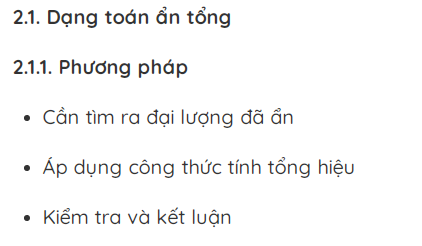 2.1. Dạng toán ẩn tổng
2.1.1. Phương pháp
• Cần tìm ra đại lượng đã ẩn
• Áp dụng công thức tính tổng hiệu
• Kiểm tra và kết luận